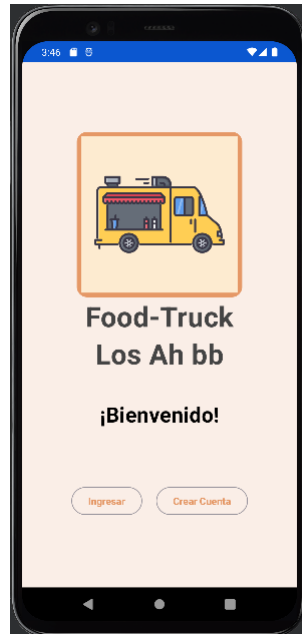 3:46
Food-Truck
Los Ah bb
¡Bienvenido!
Ingresar
Crear Cuenta